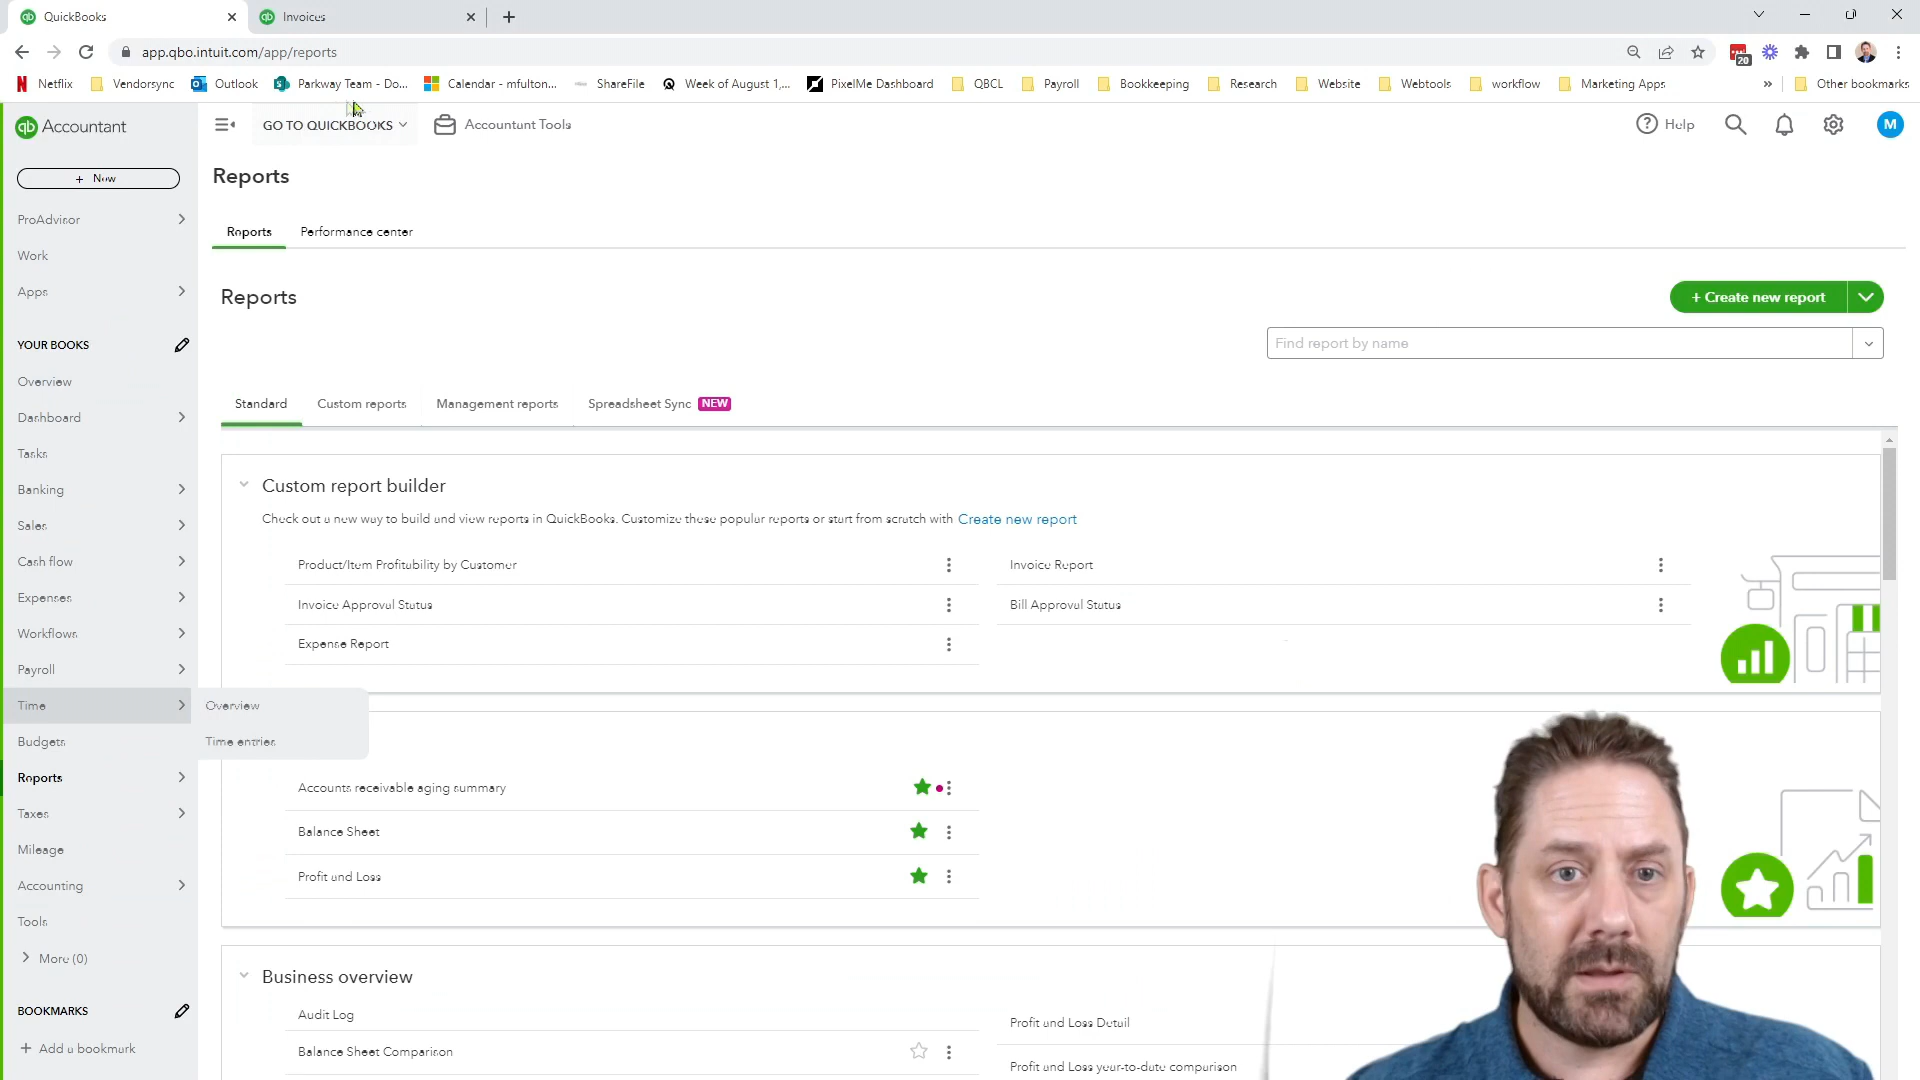 QuickBooks
Invoices
app.qbo.intuit.com/app/reports
20
Netflix
Vendorsync
Outlook
Parkway Team - Do...
Calendar - mfulton...
ShareFile
Week of August 1,...
PixelMe Dashboard
QBCL
Payroll
Bookkeeping
Research
Website
Webtools
workflow
Marketing Apps
»
Other bookmarks
qb Accountant
GO TO QUICKBOOKS
Accountant Tools
Help
M
+ New
Reports
ProAdvisor
Reports
Performance center
Work
Apps
Reports
+ Create new report
YOUR BOOKS
Find report by name
Overview
Dashboard
Standard
Custom reports
Management reports
Spreadsheet Sync NEW
Tasks
Banking
Custom report builder
Sales
Check out a new way to build and view reports in QuickBooks. Customize these popular reports or start from scratch with Create new report
Cash flow
Product/Item Profitability by Customer
Invoice Report
Expenses
Invoice Approval Status
Bill Approval Status
Workflows
Expense Report
Payroll
Time
Overview
Budgets
Time entries
Reports
Accounts receivable aging summary
Taxes
Balance Sheet
Mileage
Profit and Loss
Accounting
Tools
More (0)
Business overview
BOOKMARKS
Audit Log
Profit and Loss Detail
+ Add a bookmark
Balance Sheet Comparison
Profit and Loss year-to-date comparison